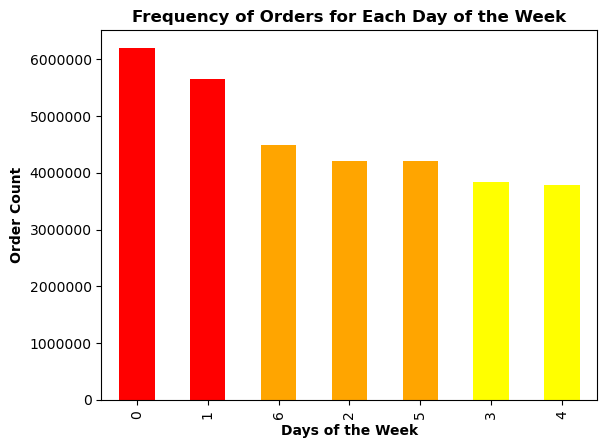 Frequency of Orders for Each Day of the Week
Order Count
6000000
5000000
4000000
3000000
2000000
1000000
0
0 1 6 2 5 3 4
Days of the Week